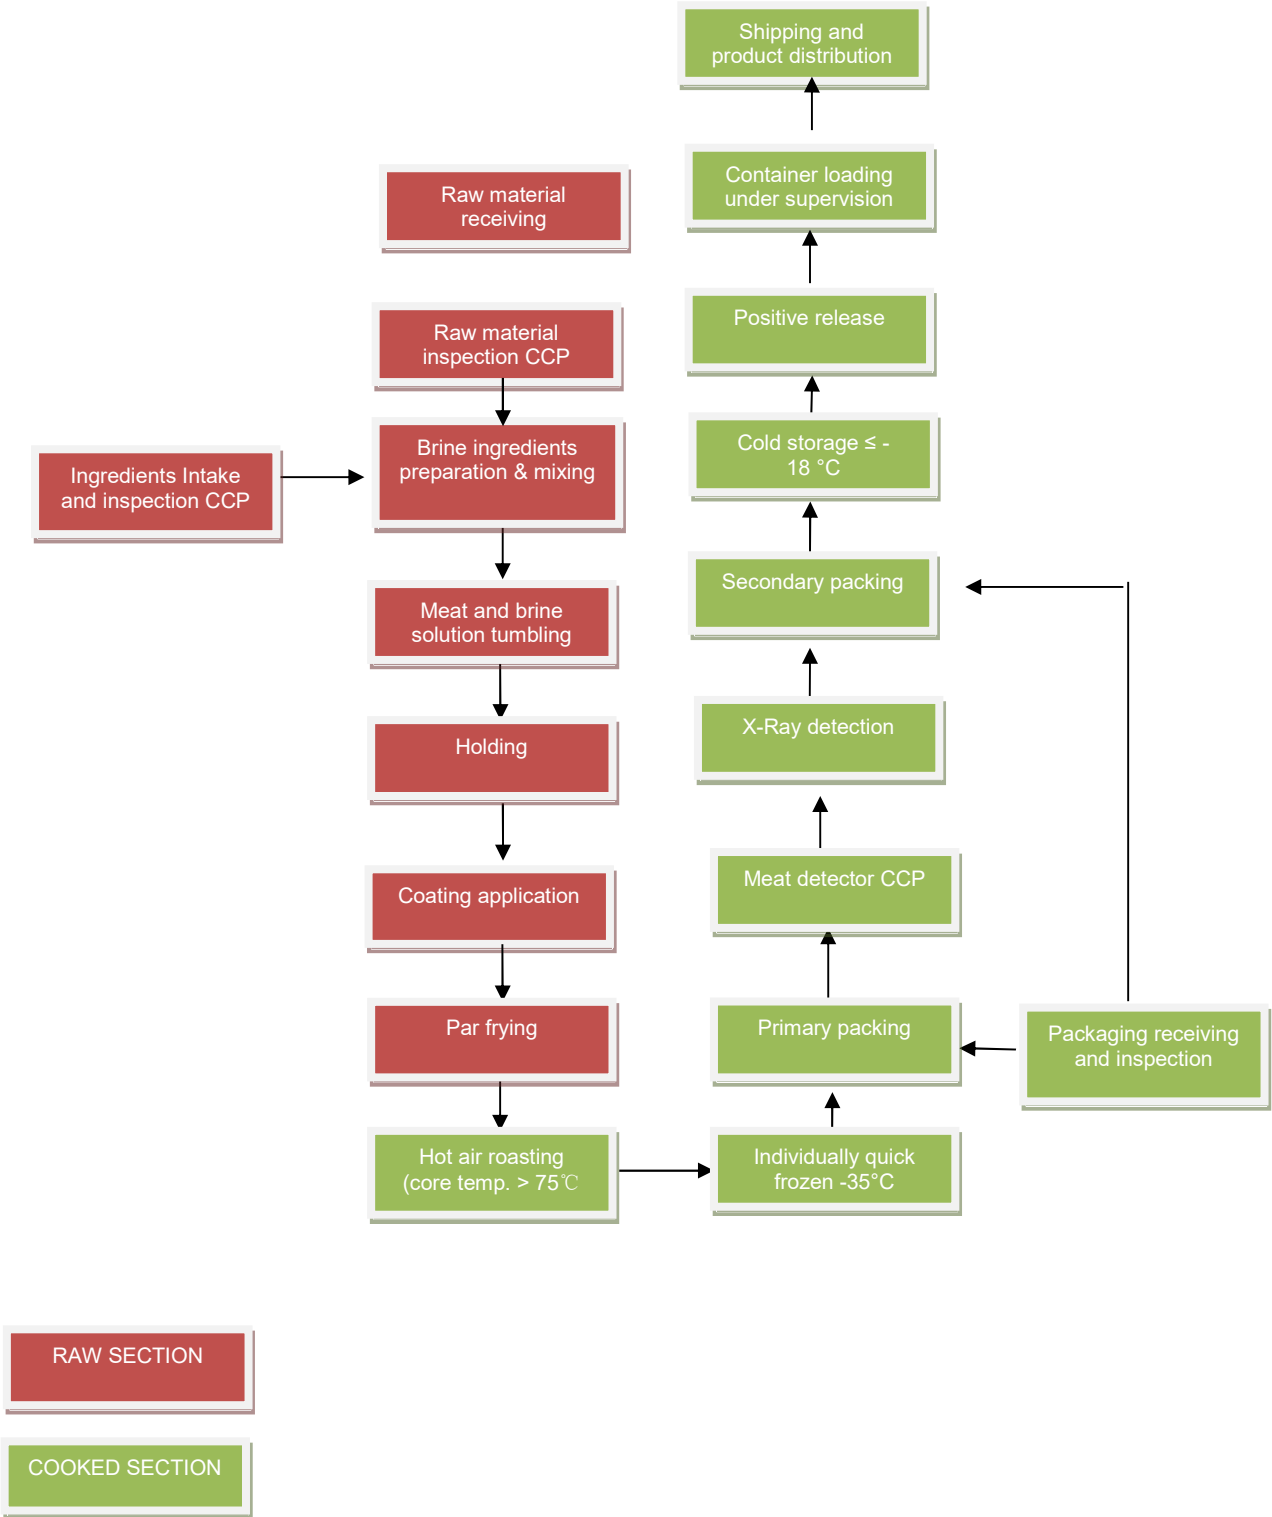 Shipping and
product distribution
Container loading
under supervision
Raw material
receiving
Positive release
Raw material
inspection CCP
Cold storage ≤ -
18 °C
Brine ingredients
preparation & mixing
Ingredients Intake
and inspection CCP
Secondary packing
Meat and brine
solution tumbling
X-Ray detection
Holding
Meat detector CCP
Coating application
Primary packing
Par frying
Packaging receiving
and inspection
Hot air roasting
(core temp. > 75℃
Individually quick
frozen -35°C
RAW SECTION
COOKED SECTION